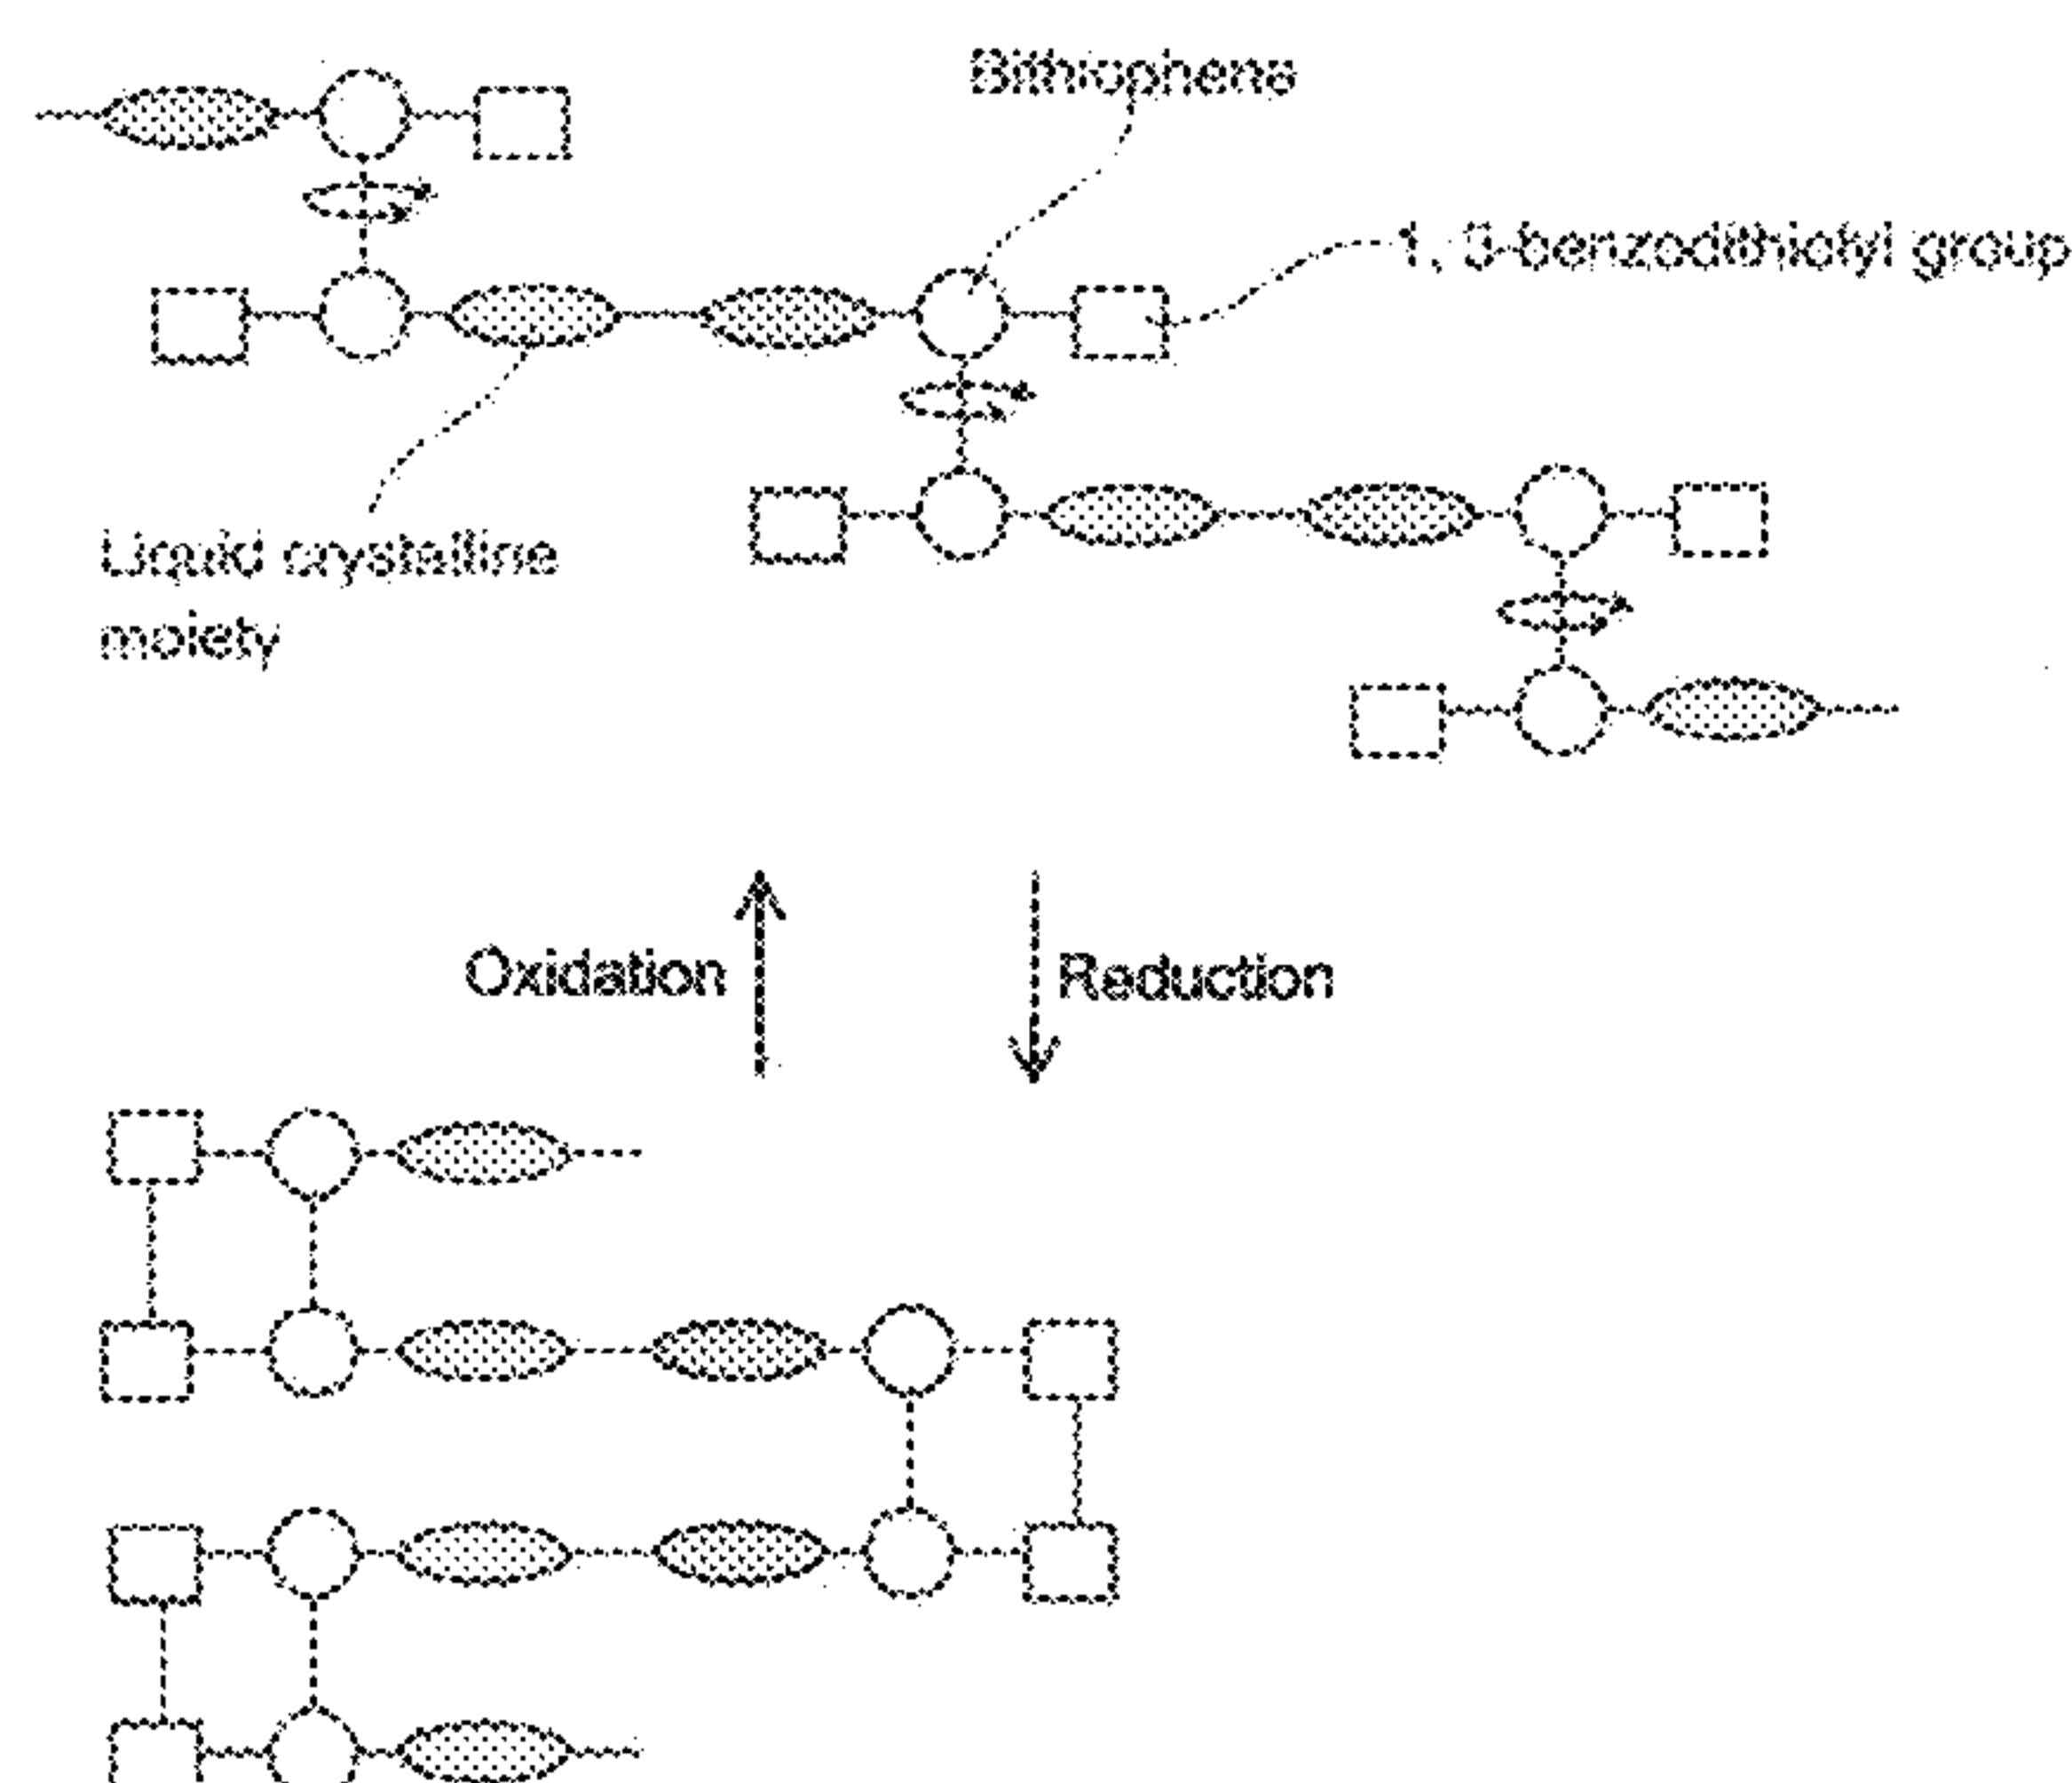 Bithiophene
1, 3-benzodithiolyl group
Liquid crystalline
moiety
Oxidation
Reduction